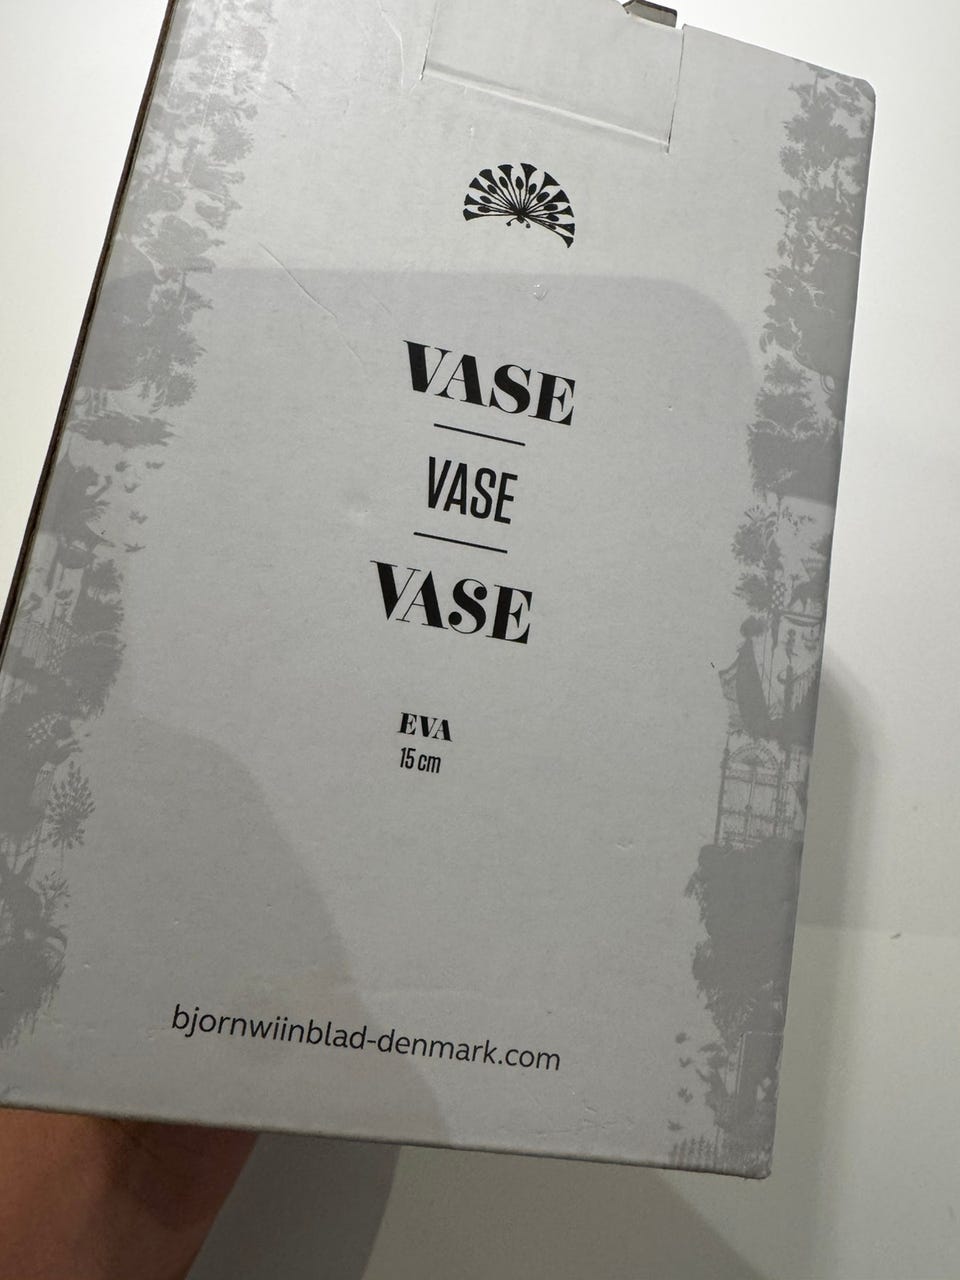 VASE
VASE
VASE
EVA
15 cm
bjornwiinblad-denmark.com